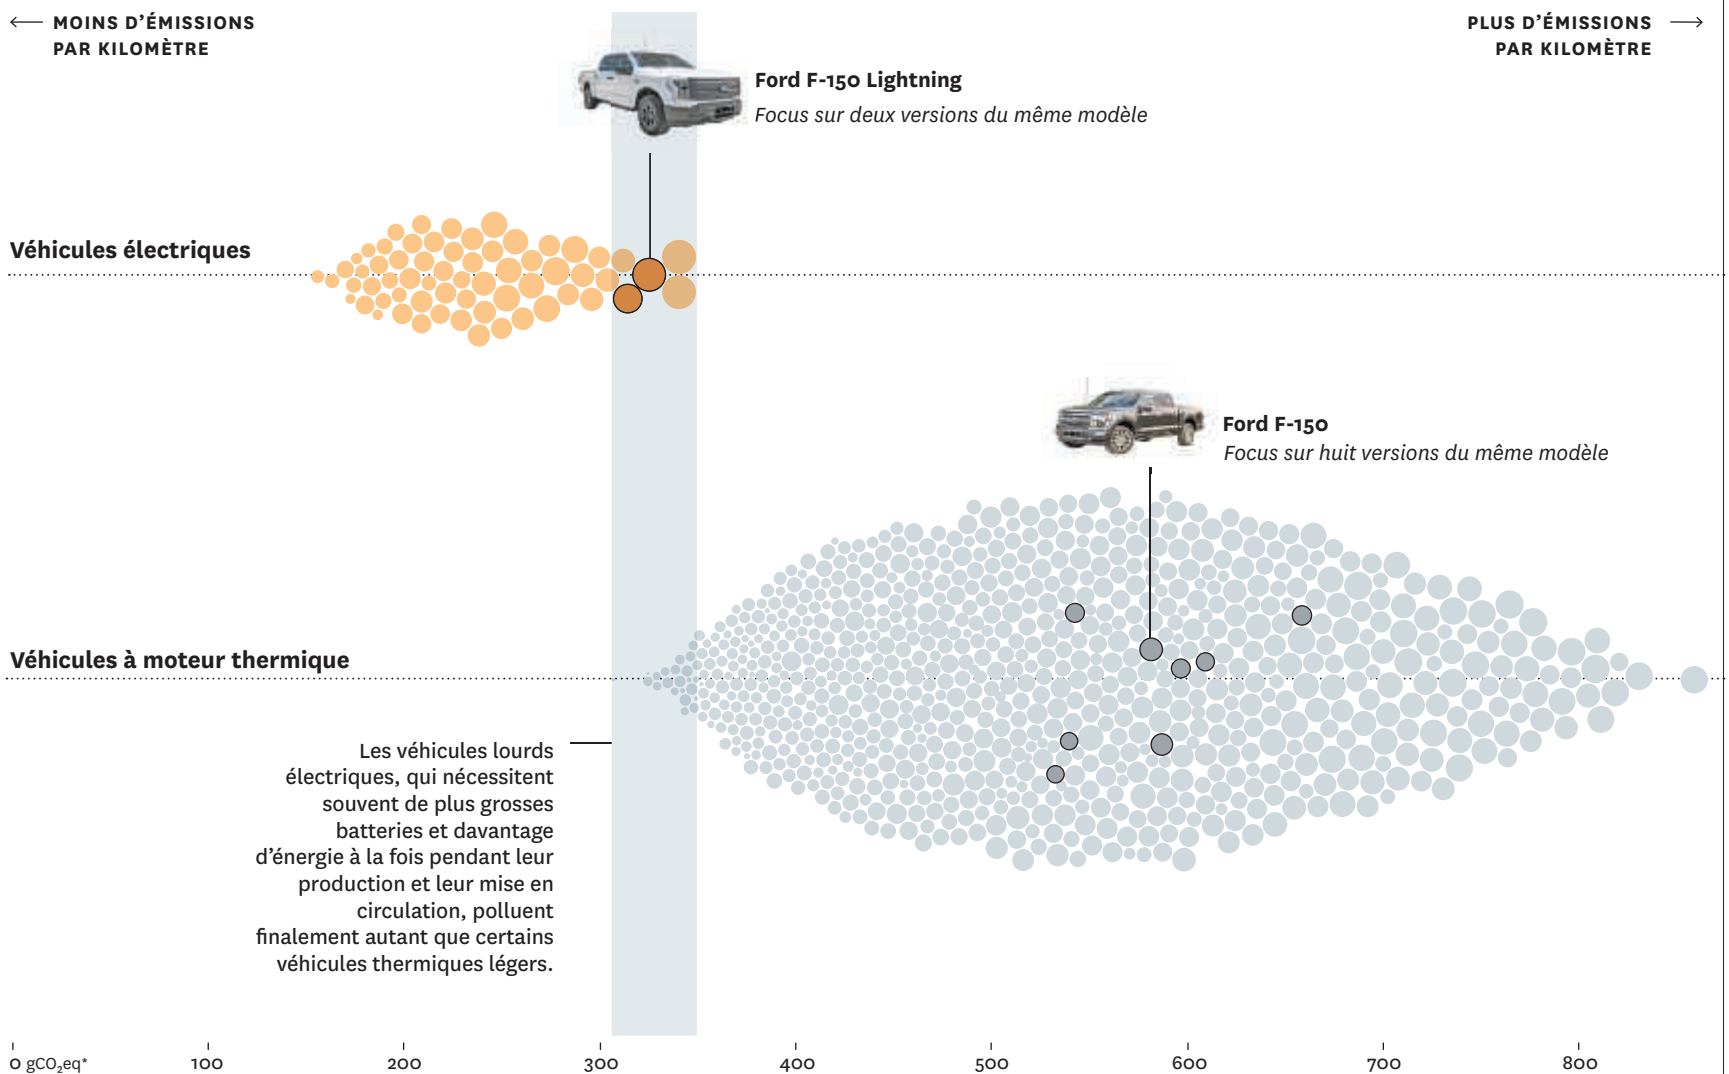 ← MOINS D’ÉMISSIONS
PAR KILOMÈTRE
PLUS D’ÉMISSIONS →
PAR KILOMÈTRE
Ford F-150 Lightning
Focus sur deux versions du même modèle
Véhicules électriques
Ford F-150
Focus sur huit versions du même modèle
Véhicules à moteur thermique
Les véhicules lourds
électriques, qui nécessitent
souvent de plus grosses
batteries et davantage
d’énergie à la fois pendant leur
production et leur mise en
circulation, polluent
finalement autant que certains
véhicules thermiques légers.
0 gCO₂eq* 100 200 300 400 500 600 700 800